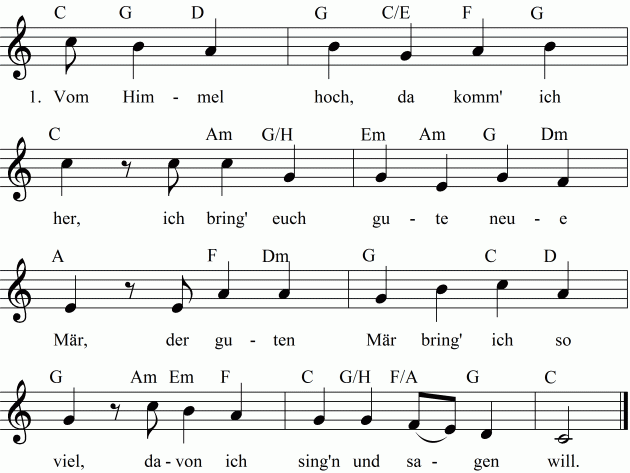 C G D G C/E F G
1. Vom Him - mel hoch, da komm' ich
C Am G/H Em Am G Dm
her, ich bring' euch gu - te neu - e
A F Dm G C D
Mär, der gu - ten Mär bring' ich so
G Am Em F C G/H F/A G C
viel, da - von ich sing'n und sa - gen will.